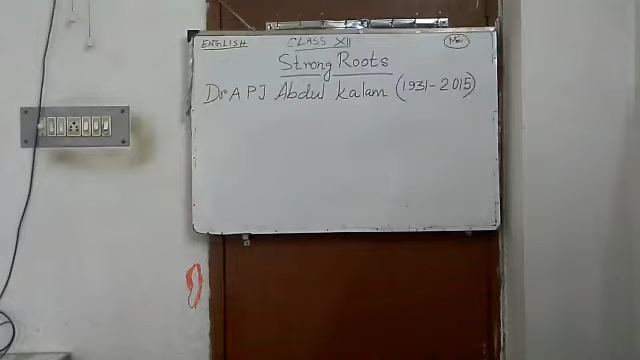 ENGLISH CLASS XII
Strong Roots
Dr A P J Abdul Kalam (1931-2015)